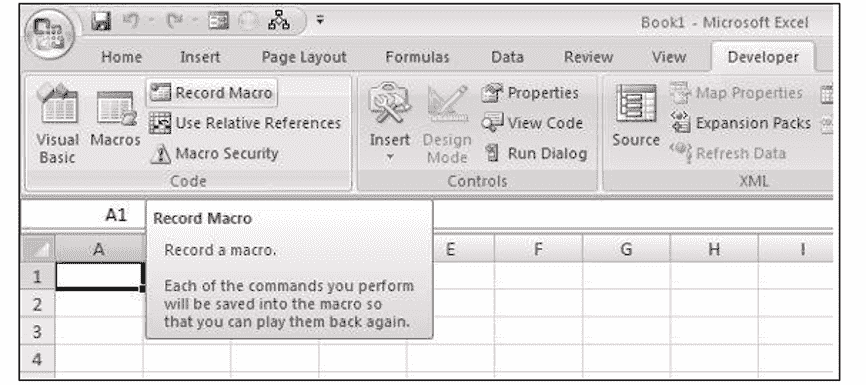 Book1 - Microsoft Excel
Home Insert Page Layout Formulas Data Review View Developer
Visual Basic
Macros
Record Macro
Use Relative References
Macro Security
Code
Insert
Design Mode
Properties
View Code
Run Dialog
Controls
Source
Map Properties
Expansion Packs
Refresh Data
XML
A1
Record Macro
Record a macro.
Each of the commands you perform
will be saved into the macro so
that you can play them back again.
A E F G H I
1
2
3
4